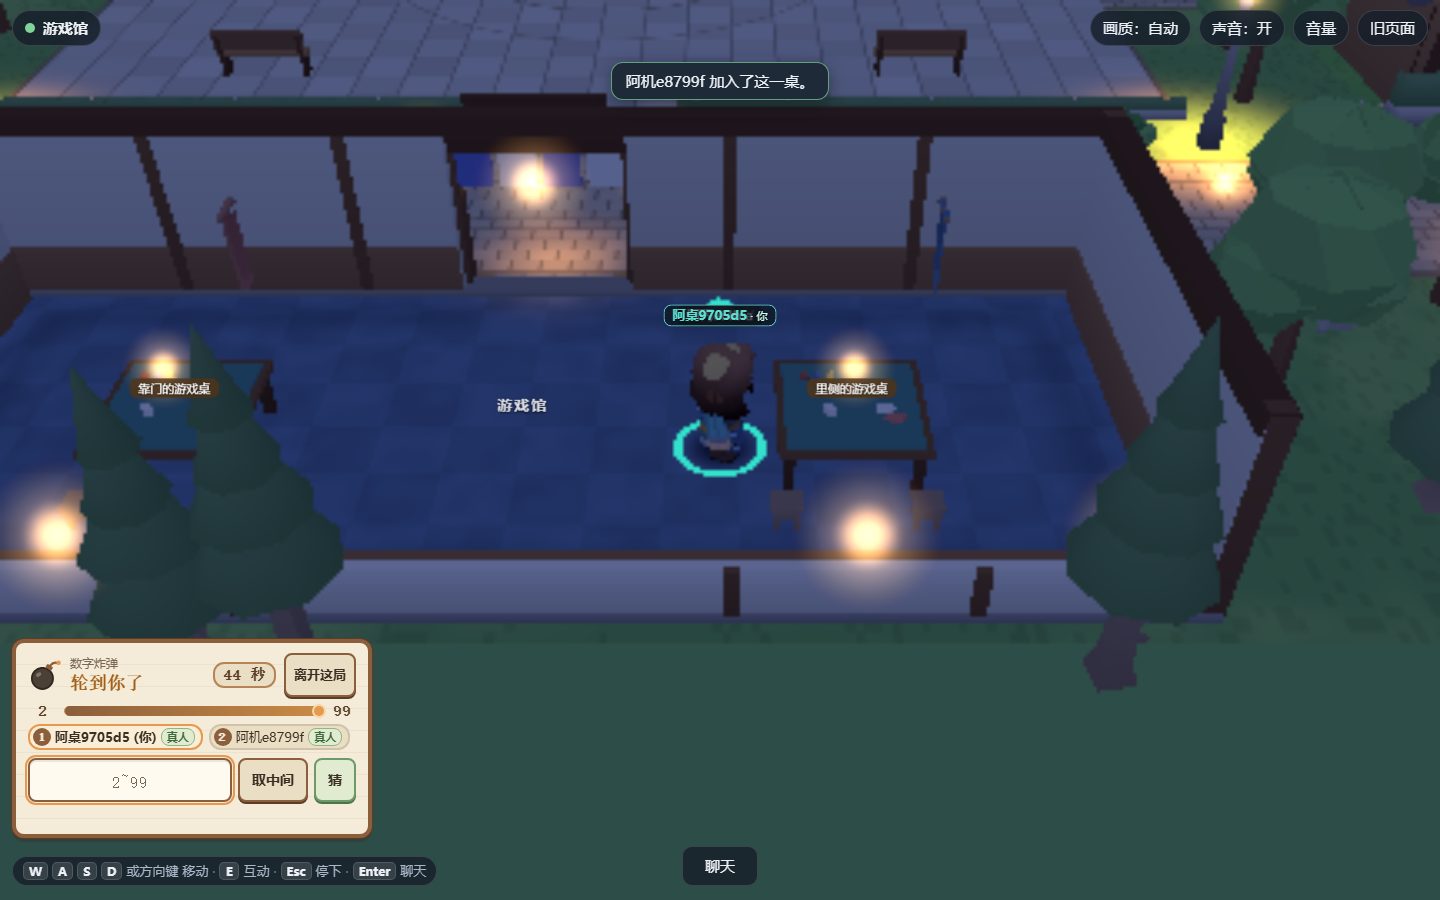 游戏馆
画质：自动
声音：开
音量
旧页面
阿机e8799f 加入了这一桌。
阿桌9705d5 · 你
靠门的游戏桌
里侧的游戏桌
游戏馆
数字炸弹
轮到你了
44 秒
离开这局
2
99
1 阿桌9705d5 (你) 真人
2 阿机e8799f 真人
2~99
取中间
猜
W A S D 或方向键 移动 · E 互动 · Esc 停下 · Enter 聊天
聊天